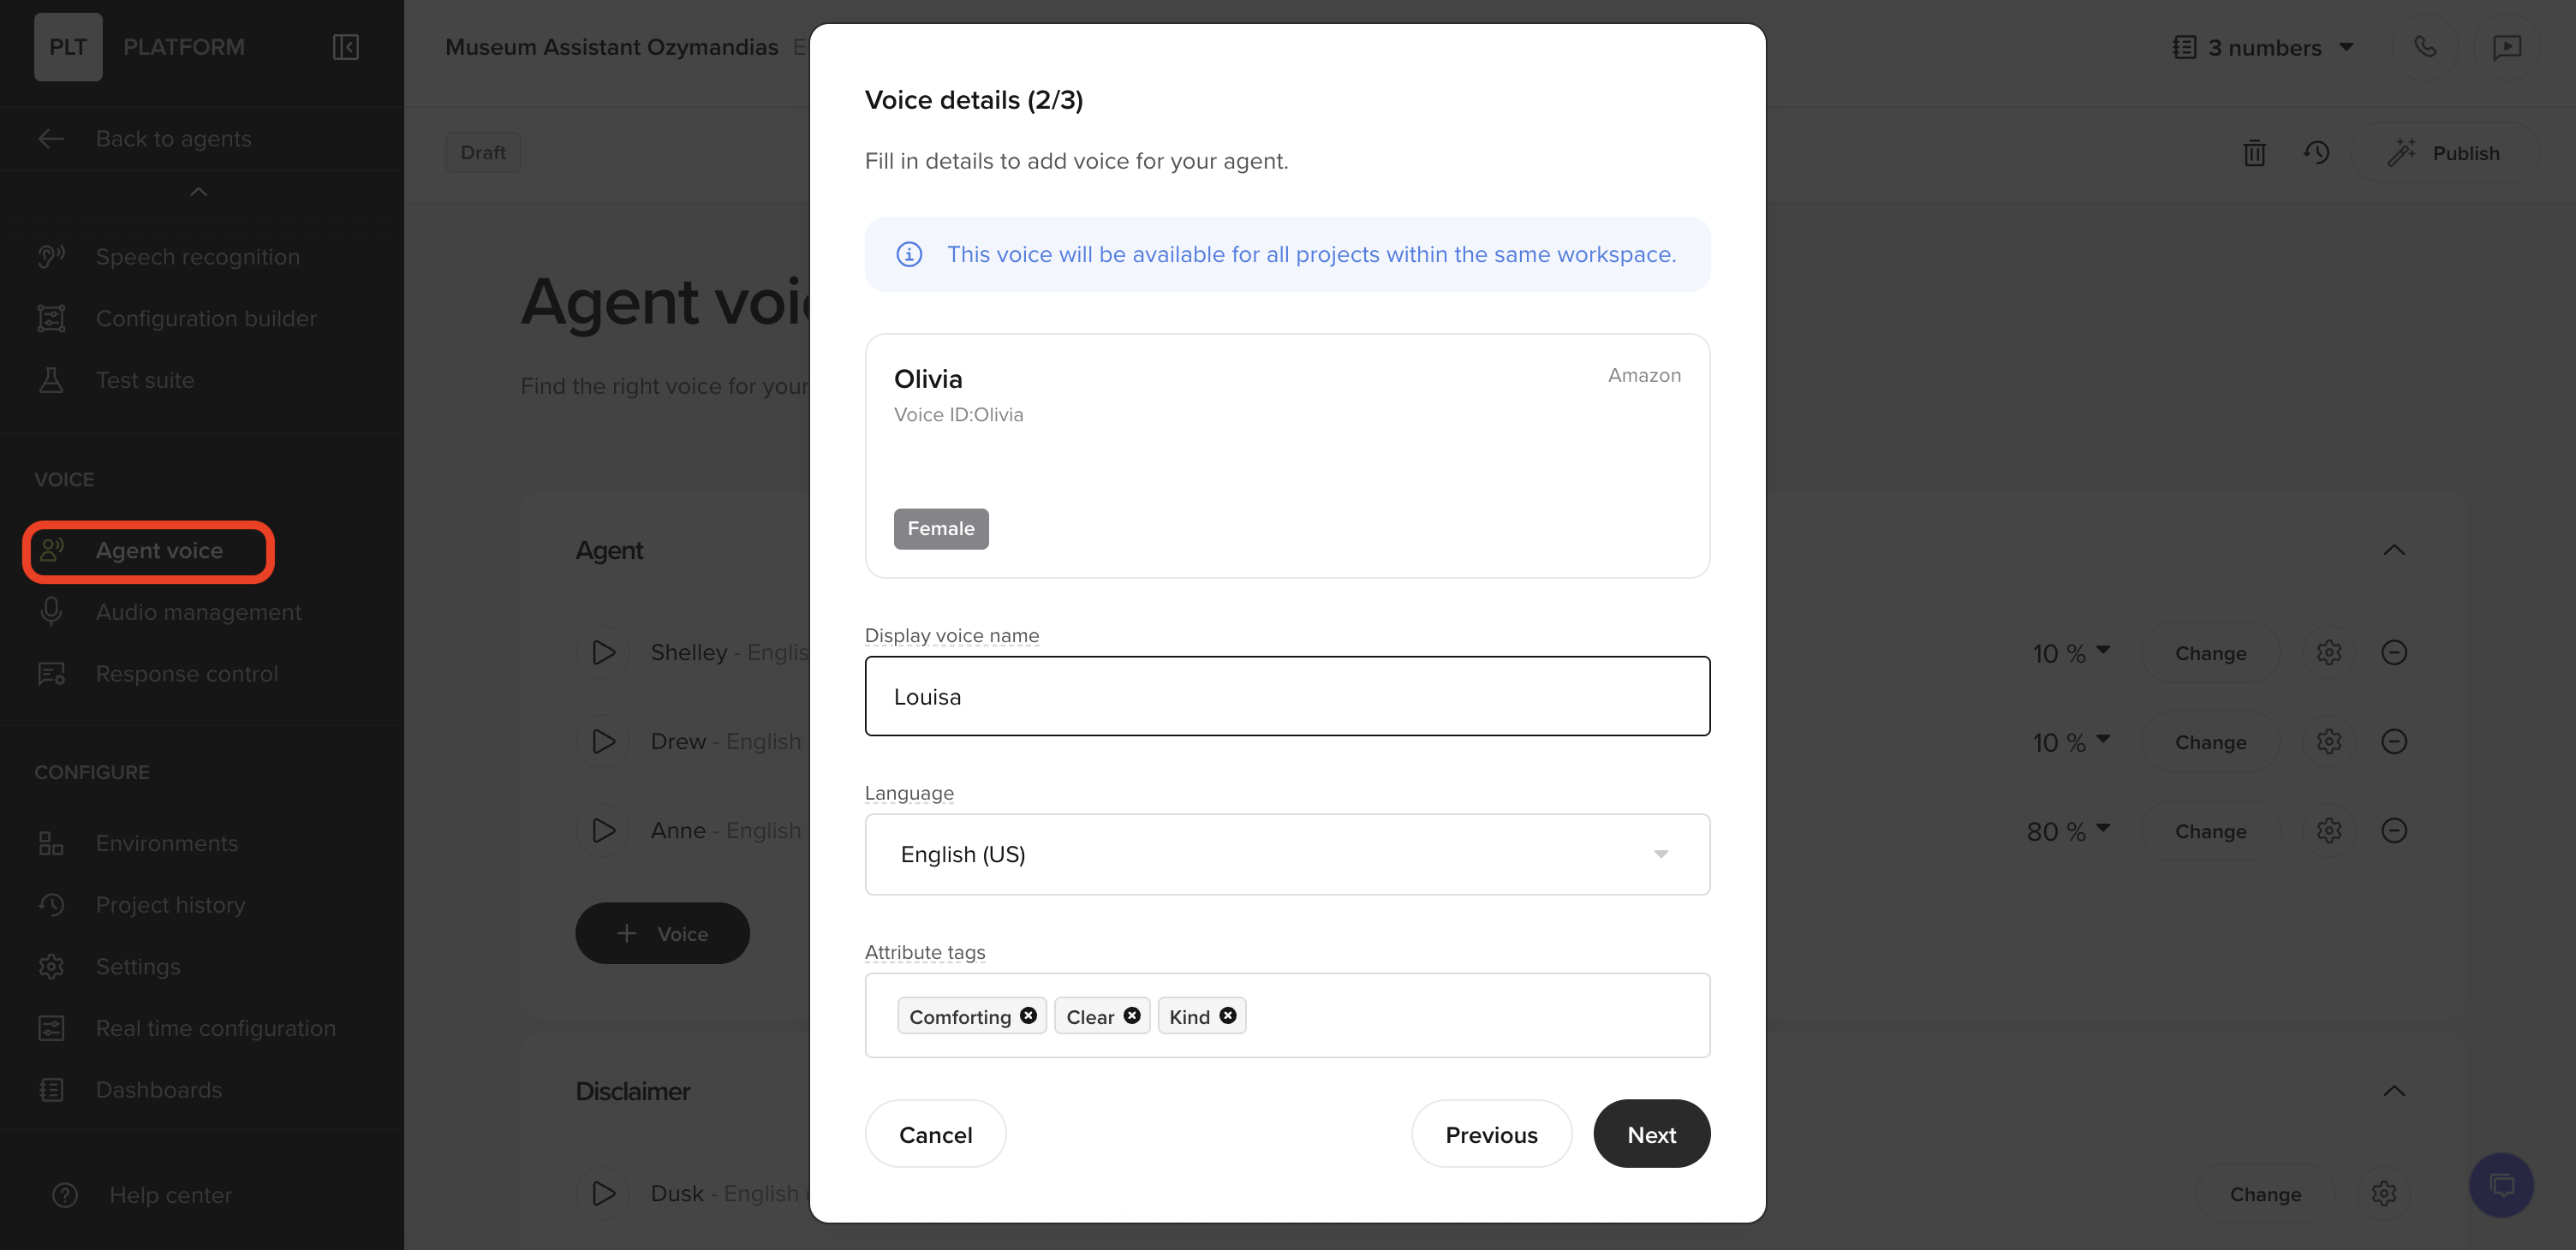 PLT PLATFORM
Museum Assistant Ozymandias E
3 numbers
Back to agents
Draft
Publish
Speech recognition
Configuration builder
Test suite
VOICE
Agent voice
Audio management
Response control
CONFIGURE
Environments
Project history
Settings
Real time configuration
Dashboards
Help center
Agent voic
Find the right voice for your
Agent
Shelley - Englis
10 %
Change
Drew - English
10 %
Change
Anne - English
80 %
Change
Voice
Disclaimer
Dusk - English
Change
Voice details (2/3)
Fill in details to add voice for your agent.
This voice will be available for all projects within the same workspace.
Olivia
Amazon
Voice ID:Olivia
Female
Display voice name
Louisa
Language
English (US)
Attribute tags
Comforting Clear Kind
Cancel
Previous
Next